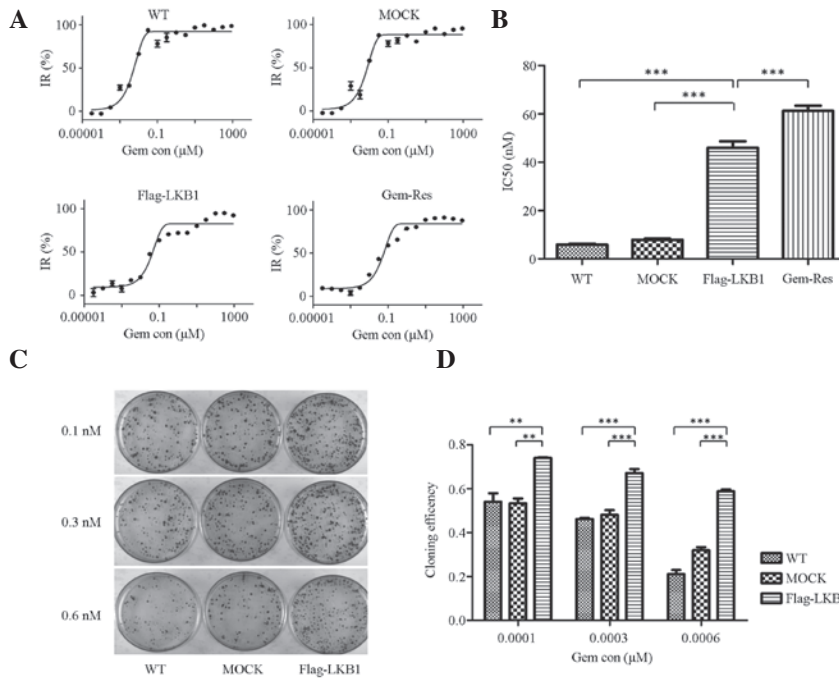 A
WT
IR (%)
100
50
0
0.00001
0.1
1000
Gem con (µM)
MOCK
IR (%)
100
50
0
0.00001
0.1
1000
Gem con (µM)
Flag-LKB1
IR (%)
100
50
0
0.00001
0.1
1000
Gem con (µM)
Gem-Res
IR (%)
100
50
0
0.00001
0.1
1000
Gem con (µM)
B
***
***
***
IC50 (nM)
80
60
40
20
0
WT
MOCK
Flag-LKB1
Gem-Res
C
0.1 nM
0.3 nM
0.6 nM
WT
MOCK
Flag-LKB1
D
**
**
***
***
***
***
Cloning efficency
0.8
0.6
0.4
0.2
0.0
0.0001
0.0003
0.0006
Gem con (µM)
WT
MOCK
Flag-LKB